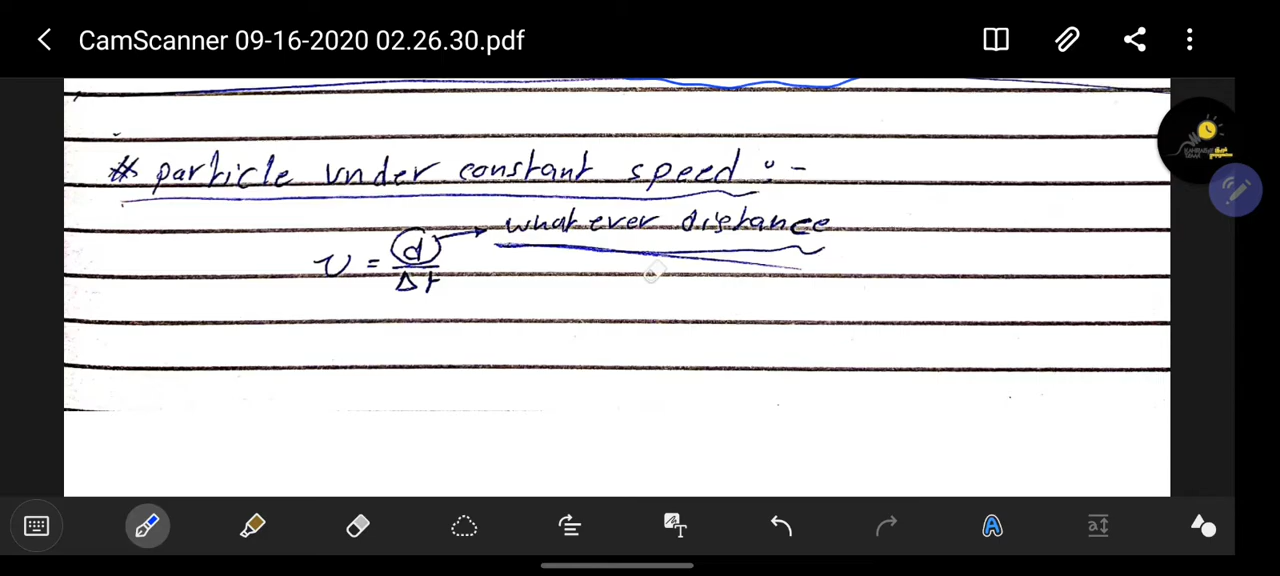 CamScanner 09-16-2020 02.26.30.pdf
# particle under constant speed :-
v = d/Δt → whatever distance
T
A
a